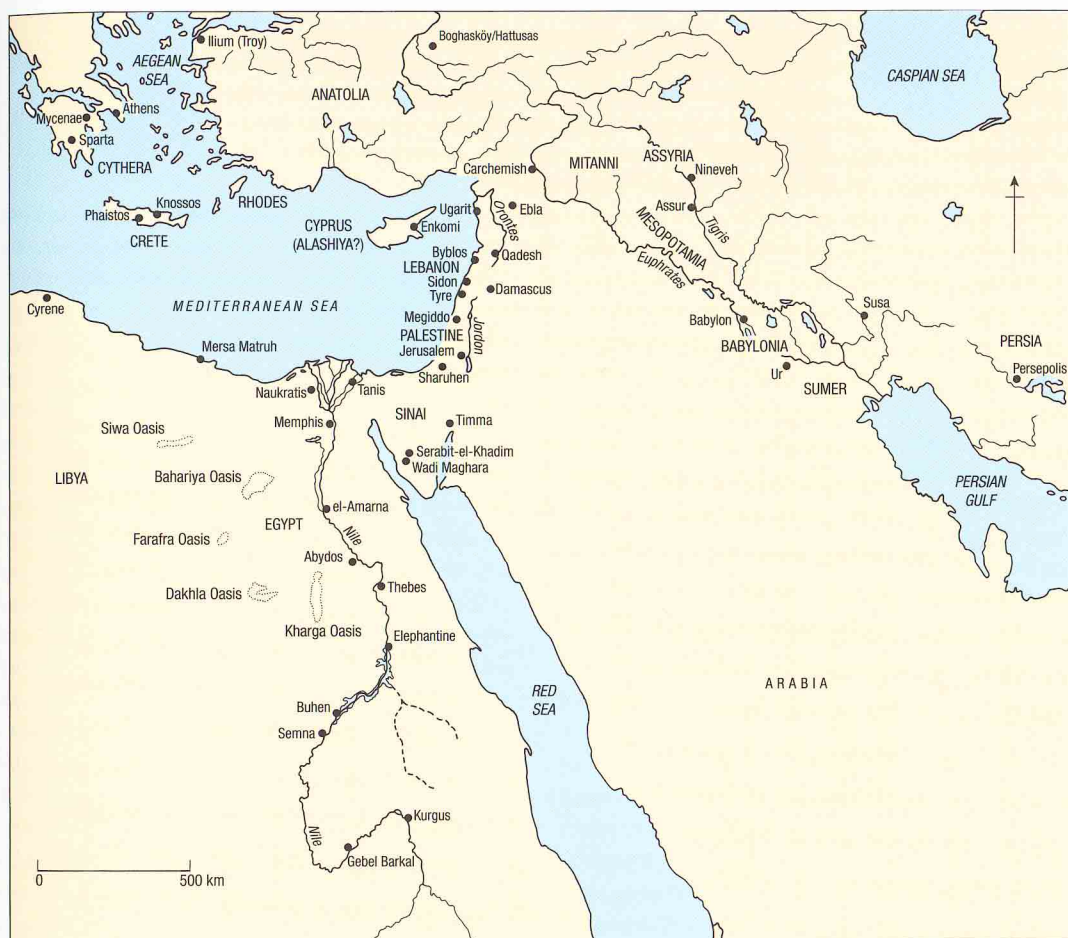 Ilium (Troy)
AEGEAN
SEA
Boghasköy/Hattusas
CASPIAN SEA
ANATOLIA
Athens
Mycenae
Sparta
CYTHERA
Carchemish
MITANNI
ASSYRIA
Nineveh
Knossos
Phaistos
CRETE
RHODES
CYPRUS
(ALASHIYA?)
Enkomi
Ugarit
Orontes
Ebla
Assur
Tigris
MESOPOTAMIA
Euphrates
Byblos
Qadesh
LEBANON
Sidon
Tyre
Damascus
Cyrene
MEDITERRANEAN SEA
Megiddo
PALESTINE
Jordon
Jerusalem
Sharuhen
Babylon
BABYLONIA
Susa
PERSIA
Persepolis
Ur
SUMER
Mersa Matruh
Naukratis
Tanis
Memphis
SINAI
Timma
Serabit-el-Khadim
Wadi Maghara
Siwa Oasis
LIBYA
Bahariya Oasis
el-Amarna
PERSIAN
GULF
EGYPT
Nile
Farafra Oasis
Abydos
Dakhla Oasis
Thebes
Kharga Oasis
Elephantine
RED
SEA
ARABIA
Buhen
Semna
Kurgus
Nile
Gebel Barkal
0 500 km